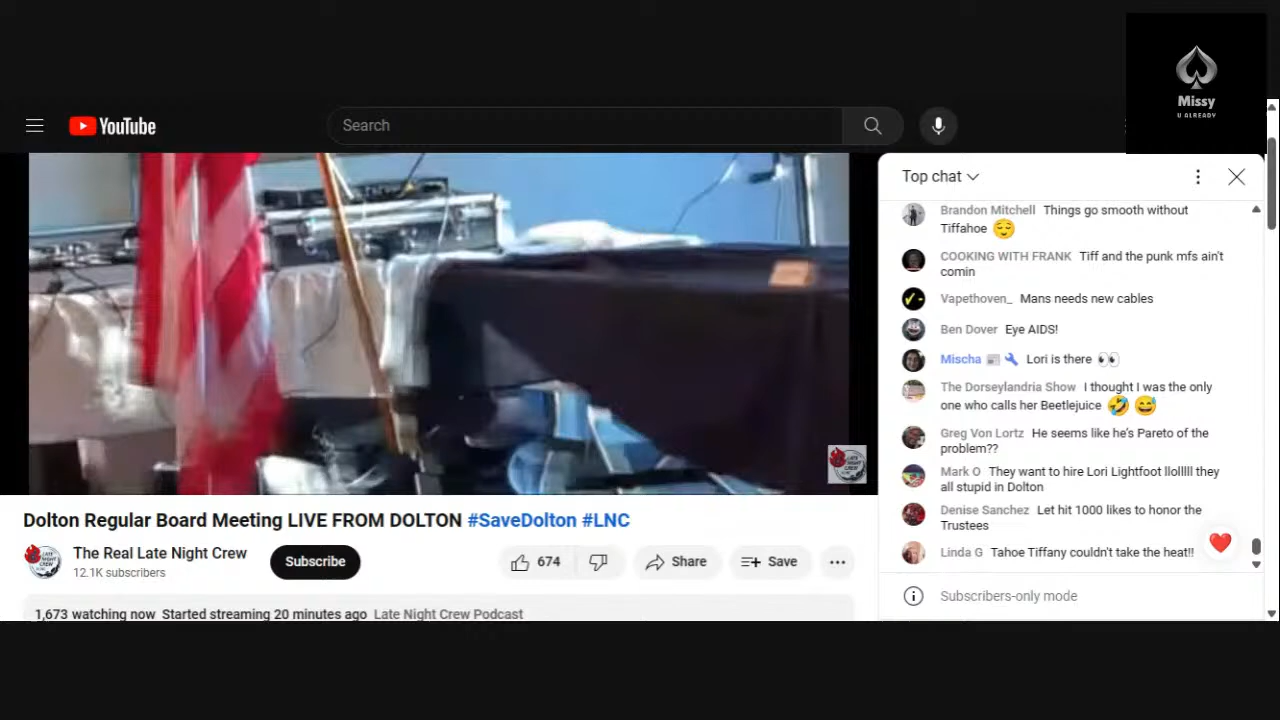 Missy
U ALREADY
YouTube
Search
Top chat
Brandon Mitchell Things go smooth without
Tiffahoe 😌
COOKING WITH FRANK Tiff and the punk mfs ain't
comin
Vapethoven_ Mans needs new cables
Ben Dover Eye AIDS!
Mischa Lori is there 👀
The Dorseylandria Show I thought I was the only
one who calls her Beetlejuice 🤣 😅
Greg Von Lortz He seems like he's Pareto of the
problem??
Mark O They want to hire Lori Lightfoot llolllll they
all stupid in Dolton
Denise Sanchez Let hit 1000 likes to honor the
Trustees
Linda G Tahoe Tiffany couldn't take the heat!!
Subscribers-only mode
LATE
NIGHT
CREW
Dolton Regular Board Meeting LIVE FROM DOLTON #SaveDolton #LNC
The Real Late Night Crew
12.1K subscribers
Subscribe
674
Share
Save
1,673 watching now Started streaming 20 minutes ago Late Night Crew Podcast